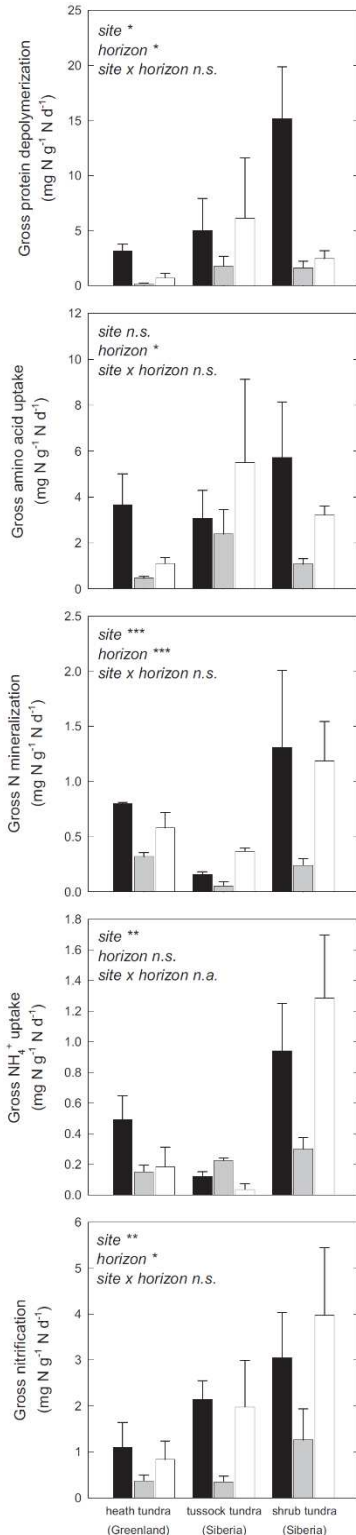 Gross protein depolymerization
(mg N g⁻¹ N d⁻¹)
25
20
15
10
5
0
site *
horizon *
site x horizon n.s.
Gross amino acid uptake
(mg N g⁻¹ N d⁻¹)
12
10
8
6
4
2
0
site n.s.
horizon *
site x horizon n.s.
Gross N mineralization
(mg N g⁻¹ N d⁻¹)
2.5
2.0
1.5
1.0
0.5
0.0
site ***
horizon ***
site x horizon n.s.
Gross NH₄⁺ uptake
(mg N g⁻¹ N d⁻¹)
1.8
1.6
1.4
1.2
1.0
0.8
0.6
0.4
0.2
0.0
site **
horizon n.s.
site x horizon n.a.
Gross nitrification
(mg N g⁻¹ N d⁻¹)
6
5
4
3
2
1
0
site **
horizon *
site x horizon n.s.
heath tundra tussock tundra shrub tundra
(Greenland) (Siberia) (Siberia)